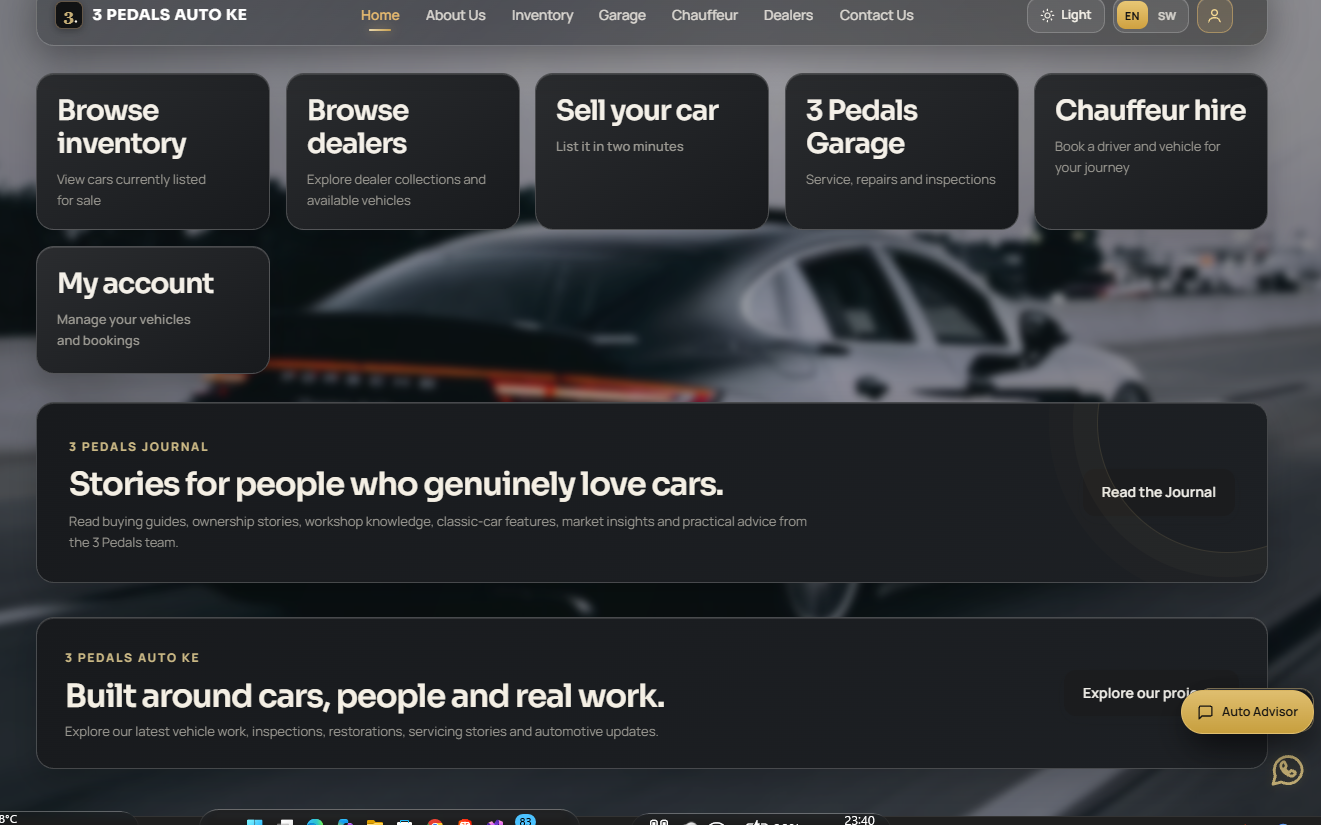 3. 3 PEDALS AUTO KE
Home About Us Inventory Garage Chauffeur Dealers Contact Us
Light EN SW
Browse
inventory
View cars currently listed
for sale
Browse
dealers
Explore dealer collections and
available vehicles
Sell your car
List it in two minutes
3 Pedals
Garage
Service, repairs and inspections
Chauffeur hire
Book a driver and vehicle for
your journey
My account
Manage your vehicles
and bookings
PORSCHE
3 PEDALS JOURNAL
Stories for people who genuinely love cars.
Read buying guides, ownership stories, workshop knowledge, classic-car features, market insights and practical advice from
the 3 Pedals team.
Read the Journal
3 PEDALS AUTO KE
Built around cars, people and real work.
Explore our latest vehicle work, inspections, restorations, servicing stories and automotive updates.
Explore our
Auto Advisor
8°C
83
23:40